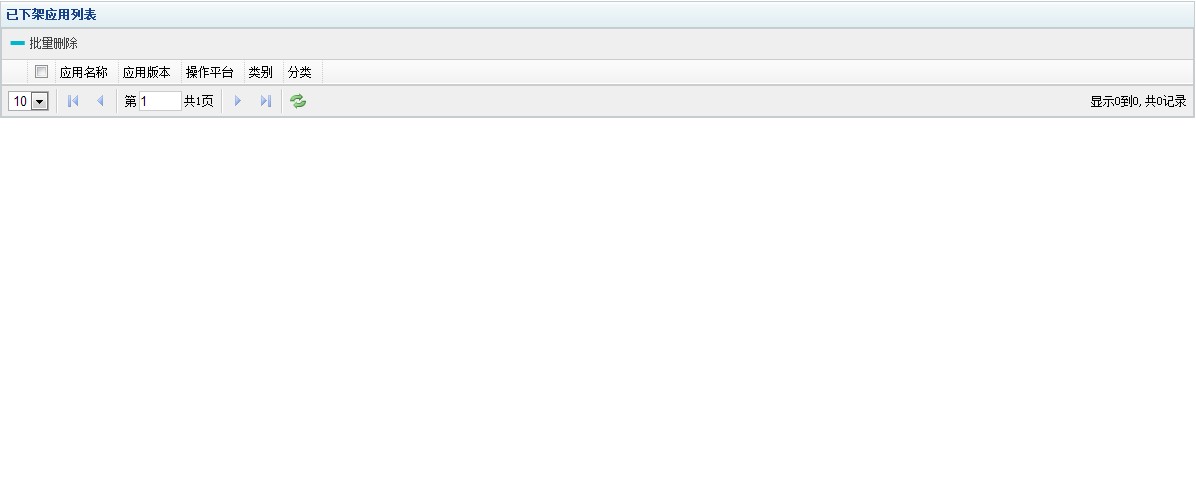 已下架应用列表
批量删除
应用名称 应用版本 操作平台 类别 分类
10 第 1 共1页 显示0到0, 共0记录